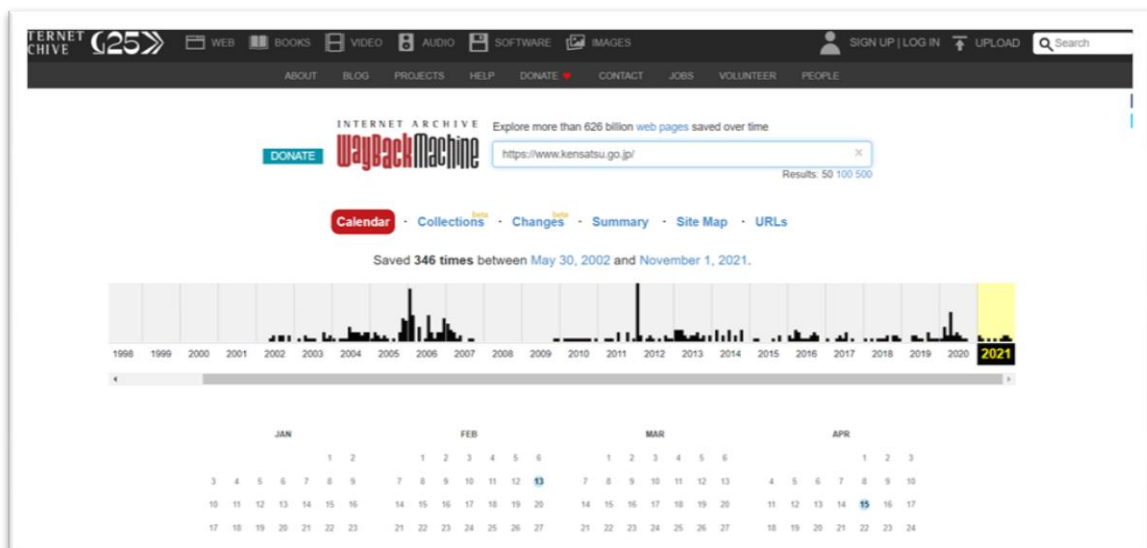 TERNET
CHIVE 25 WEB BOOKS VIDEO AUDIO SOFTWARE IMAGES SIGN UP | LOG IN UPLOAD Search
ABOUT BLOG PROJECTS HELP DONATE CONTACT JOBS VOLUNTEER PEOPLE
INTERNET ARCHIVE Explore more than 626 billion web pages saved over time
DONATE WayBackMachine https://www.kensatsu.go.jp/ ×
Results: 50 100 500
Calendar · Collections beta · Changes beta · Summary · Site Map · URLs
Saved 346 times between May 30, 2002 and November 1, 2021.
1998 1999 2000 2001 2002 2003 2004 2005 2006 2007 2008 2009 2010 2011 2012 2013 2014 2015 2016 2017 2018 2019 2020 2021
JAN FEB MAR APR
1 2 1 2 3 4 5 6 1 2 3 4 5 6 1 2 3
3 4 5 6 7 8 9 7 8 9 10 11 12 13 7 8 9 10 11 12 13 4 5 6 7 8 9 10
10 11 12 13 14 15 16 14 15 16 17 18 19 20 14 15 16 17 18 19 20 11 12 13 14 15 16 17
17 18 19 20 21 22 23 21 22 23 24 25 26 27 21 22 23 24 25 26 27 18 19 20 21 22 23 24